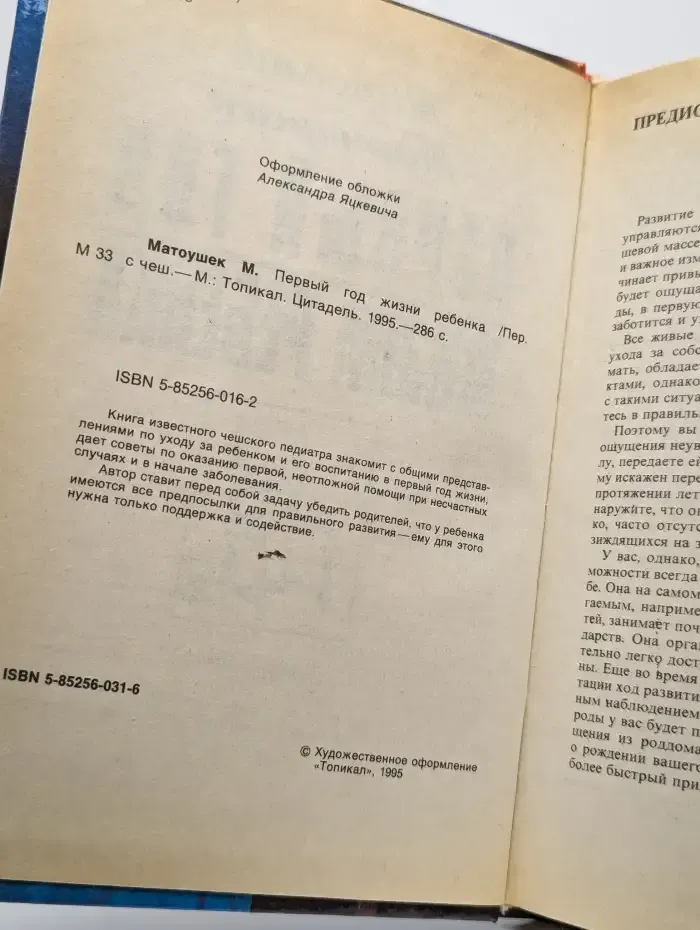 Оформление обложки
Александра Яцкевича
Матоушек М. Первый год жизни ребенка /Пер.
М 33 с чеш.— М.: Топикал. Цитадель. 1995.—286 с.
ISBN 5-85256-016-2
Книга известного чешского педиатра знакомит с общими представ-
лениями по уходу за ребенком и его воспитанию в первый год жизни,
дает советы по оказанию первой, неотложной помощи при несчастных
случаях и в начале заболевания.
Автор ставит перед собой задачу убедить родителей, что у ребенка
имеются все предпосылки для правильного развития — ему для этого
нужна только поддержка и содействие.
ISBN 5-85256-031-6
© Художественное оформление
«Топикал», 1995
ПРЕДИС
Развитие
управляются
шевой массе
и важное изм
чинает привы
будет ощуща
ды, в первую
заботится и у
Все живые
ухода за собо
мать, обладает
ктами, однако
с такими ситуа
тесь в правиль
Поэтому вы
ощущения неув
лу, передаете ей
му искажен пере
протяжении лет
наружите, что он
ко, часто отсутс
зиждящихся на з
У вас, однако,
можности всегда
бе. Она на самом
гаемым, наприме
тей, занимает поч
дарств. Она орга
тельно легко дост
ны. Еще во время
тации ход развити
ным наблюдением
роды у вас будет п
щения из роддома
о рождении вашего
более быстрый при